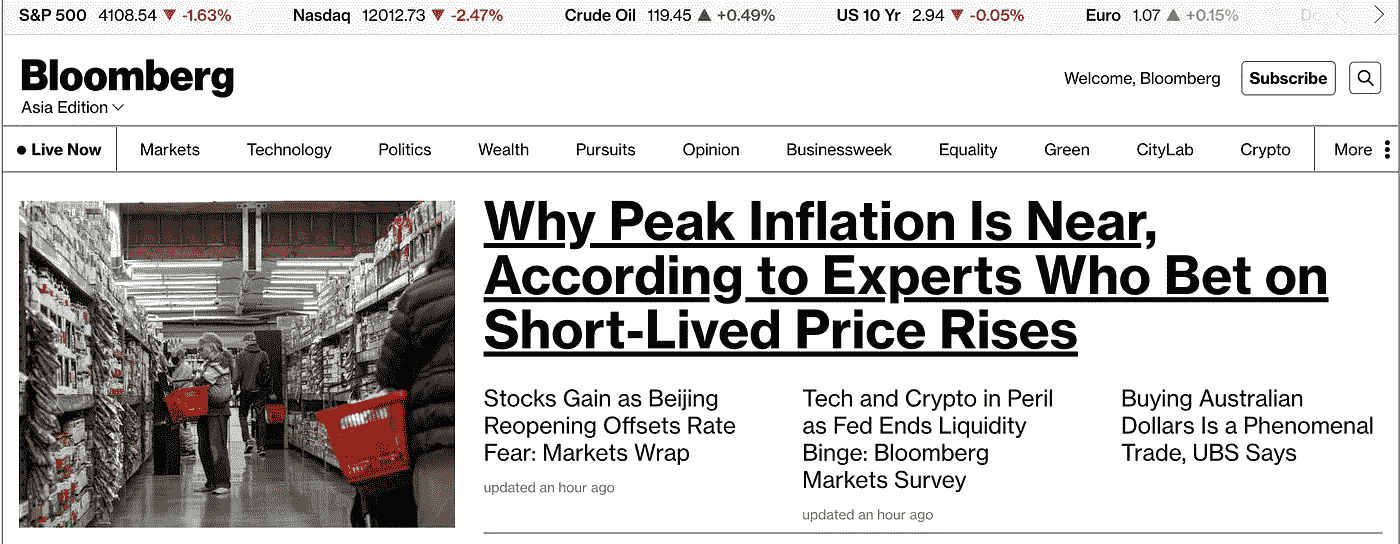 S&P 500 4108.54 ▼ -1.63% Nasdaq 12012.73 ▼ -2.47% Crude Oil 119.45 ▲ +0.49% US 10 Yr 2.94 ▼ -0.05% Euro 1.07 ▲ +0.15%
Bloomberg
Welcome, Bloomberg Subscribe
Asia Edition
Live Now Markets Technology Politics Wealth Pursuits Opinion Businessweek Equality Green CityLab Crypto More
Why Peak Inflation Is Near,
According to Experts Who Bet on
Short-Lived Price Rises
Stocks Gain as Beijing
Reopening Offsets Rate
Fear: Markets Wrap
updated an hour ago
Tech and Crypto in Peril
as Fed Ends Liquidity
Binge: Bloomberg
Markets Survey
updated an hour ago
Buying Australian
Dollars Is a Phenomenal
Trade, UBS Says